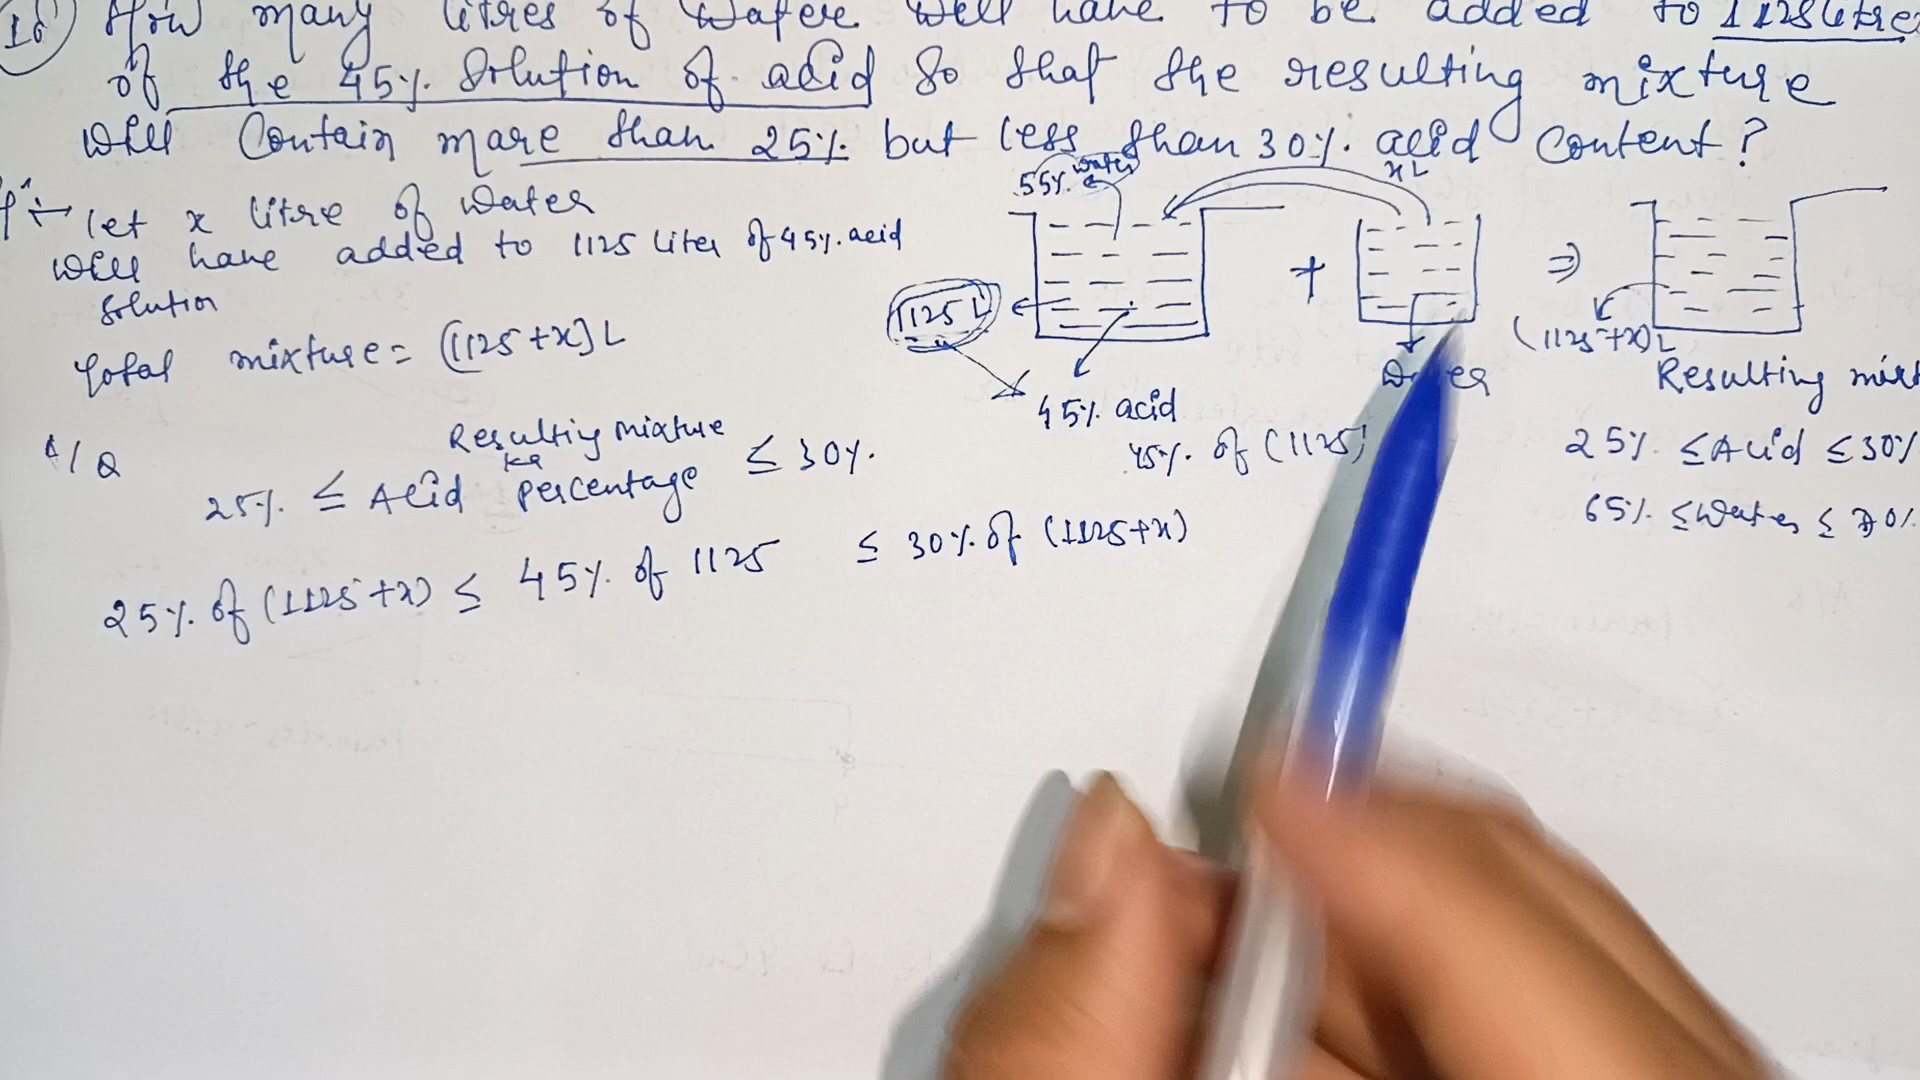 16 How many litres of water will have to be added to 1125 litres
of the 45% solution of acid so that the resulting mixture
will contain more than 25% but less than 30% acid content?
let x litre of water
will have added to 1125 liter of 45% acid
solution
Total mixture = (1125 + x) L
A/Q
Resulting mixture
ka
25% ≤ Acid percentage ≤ 30%.
25% of (1125 + x) ≤ 45% of 1125 ≤ 30% of (1125 + x)
55% water
xL
1125 L
+
⇒
(1125 + x) L
45% acid
45% of (1125)
Resulting mixt
25% ≤ Acid ≤ 30%
65% ≤ Water ≤ 70%